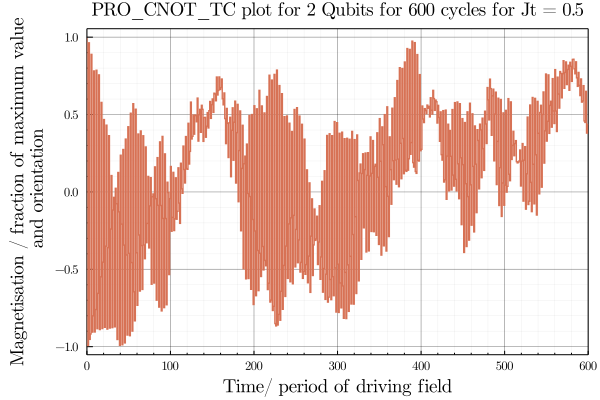 PRO_CNOT_TC plot for 2 Qubits for 600 cycles for Jt = 0.5
Magnetisation / fraction of maximum value
and orientation
1.0
0.5
0.0
−0.5
−1.0
0 100 200 300 400 500 600
Time/ period of driving field